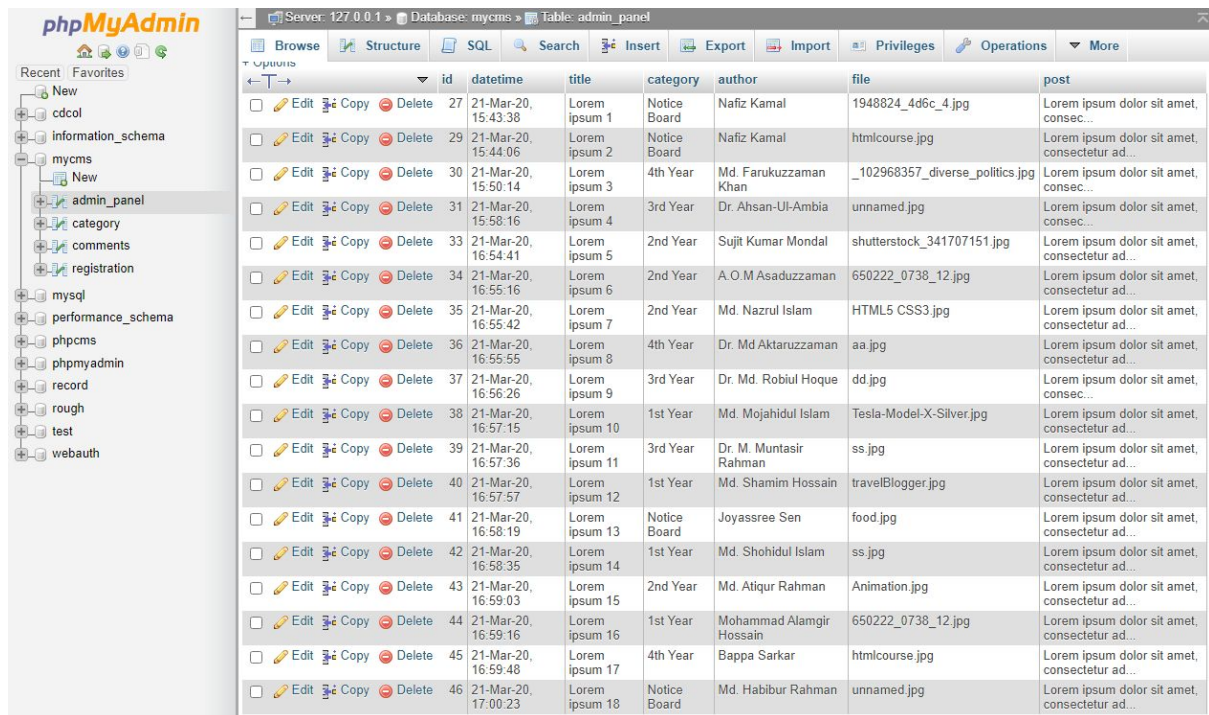 phpMyAdmin
Recent Favorites
New
cdcol
information_schema
mycms
New
admin_panel
category
comments
registration
mysql
performance_schema
phpcms
phpmyadmin
record
rough
test
webauth
Server: 127.0.0.1 » Database: mycms » Table: admin_panel
Browse Structure SQL Search Insert Export Import Privileges Operations More
+ Options
←T→ id datetime title category author file post
Edit Copy Delete 27 21-Mar-20, Lorem Notice Nafiz Kamal 1948824_4d6c_4.jpg Lorem ipsum dolor sit amet,
15:43:38 ipsum 1 Board consec...
Edit Copy Delete 29 21-Mar-20, Lorem Notice Nafiz Kamal htmlcourse.jpg Lorem ipsum dolor sit amet,
15:44:06 ipsum 2 Board consectetur ad...
Edit Copy Delete 30 21-Mar-20, Lorem 4th Year Md. Farukuzzaman _102968357_diverse_politics.jpg Lorem ipsum dolor sit amet,
15:50:14 ipsum 3 Khan consec...
Edit Copy Delete 31 21-Mar-20, Lorem 3rd Year Dr. Ahsan-Ul-Ambia unnamed.jpg Lorem ipsum dolor sit amet,
15:58:16 ipsum 4 consec...
Edit Copy Delete 33 21-Mar-20, Lorem 2nd Year Sujit Kumar Mondal shutterstock_341707151.jpg Lorem ipsum dolor sit amet,
16:54:41 ipsum 5 consectetur ad...
Edit Copy Delete 34 21-Mar-20, Lorem 2nd Year A.O.M Asaduzzaman 650222_0738_12.jpg Lorem ipsum dolor sit amet,
16:55:16 ipsum 6 consectetur ad...
Edit Copy Delete 35 21-Mar-20, Lorem 2nd Year Md. Nazrul Islam HTML5 CSS3.jpg Lorem ipsum dolor sit amet,
16:55:42 ipsum 7 consectetur ad...
Edit Copy Delete 36 21-Mar-20, Lorem 4th Year Dr. Md Aktaruzzaman aa.jpg Lorem ipsum dolor sit amet,
16:55:55 ipsum 8 consectetur ad...
Edit Copy Delete 37 21-Mar-20, Lorem 3rd Year Dr. Md. Robiul Hoque dd.jpg Lorem ipsum dolor sit amet,
16:56:26 ipsum 9 consec...
Edit Copy Delete 38 21-Mar-20, Lorem 1st Year Md. Mojahidul Islam Tesla-Model-X-Silver.jpg Lorem ipsum dolor sit amet,
16:57:15 ipsum 10 consectetur ad...
Edit Copy Delete 39 21-Mar-20, Lorem 3rd Year Dr. M. Muntasir ss.jpg Lorem ipsum dolor sit amet,
16:57:36 ipsum 11 Rahman consectetur ad...
Edit Copy Delete 40 21-Mar-20, Lorem 1st Year Md. Shamim Hossain travelBlogger.jpg Lorem ipsum dolor sit amet,
16:57:57 ipsum 12 consectetur ad...
Edit Copy Delete 41 21-Mar-20, Lorem Notice Joyassree Sen food.jpg Lorem ipsum dolor sit amet,
16:58:19 ipsum 13 Board consectetur ad...
Edit Copy Delete 42 21-Mar-20, Lorem 1st Year Md. Shohidul Islam ss.jpg Lorem ipsum dolor sit amet,
16:58:35 ipsum 14 consectetur ad...
Edit Copy Delete 43 21-Mar-20, Lorem 2nd Year Md. Atiqur Rahman Animation.jpg Lorem ipsum dolor sit amet,
16:59:03 ipsum 15 consectetur ad...
Edit Copy Delete 44 21-Mar-20, Lorem 1st Year Mohammad Alamgir 650222_0738_12.jpg Lorem ipsum dolor sit amet,
16:59:16 ipsum 16 Hossain consectetur ad...
Edit Copy Delete 45 21-Mar-20, Lorem 4th Year Bappa Sarkar htmlcourse.jpg Lorem ipsum dolor sit amet,
16:59:48 ipsum 17 consectetur ad...
Edit Copy Delete 46 21-Mar-20, Lorem Notice Md. Habibur Rahman unnamed.jpg Lorem ipsum dolor sit amet,
17:00:23 ipsum 18 Board consectetur ad...